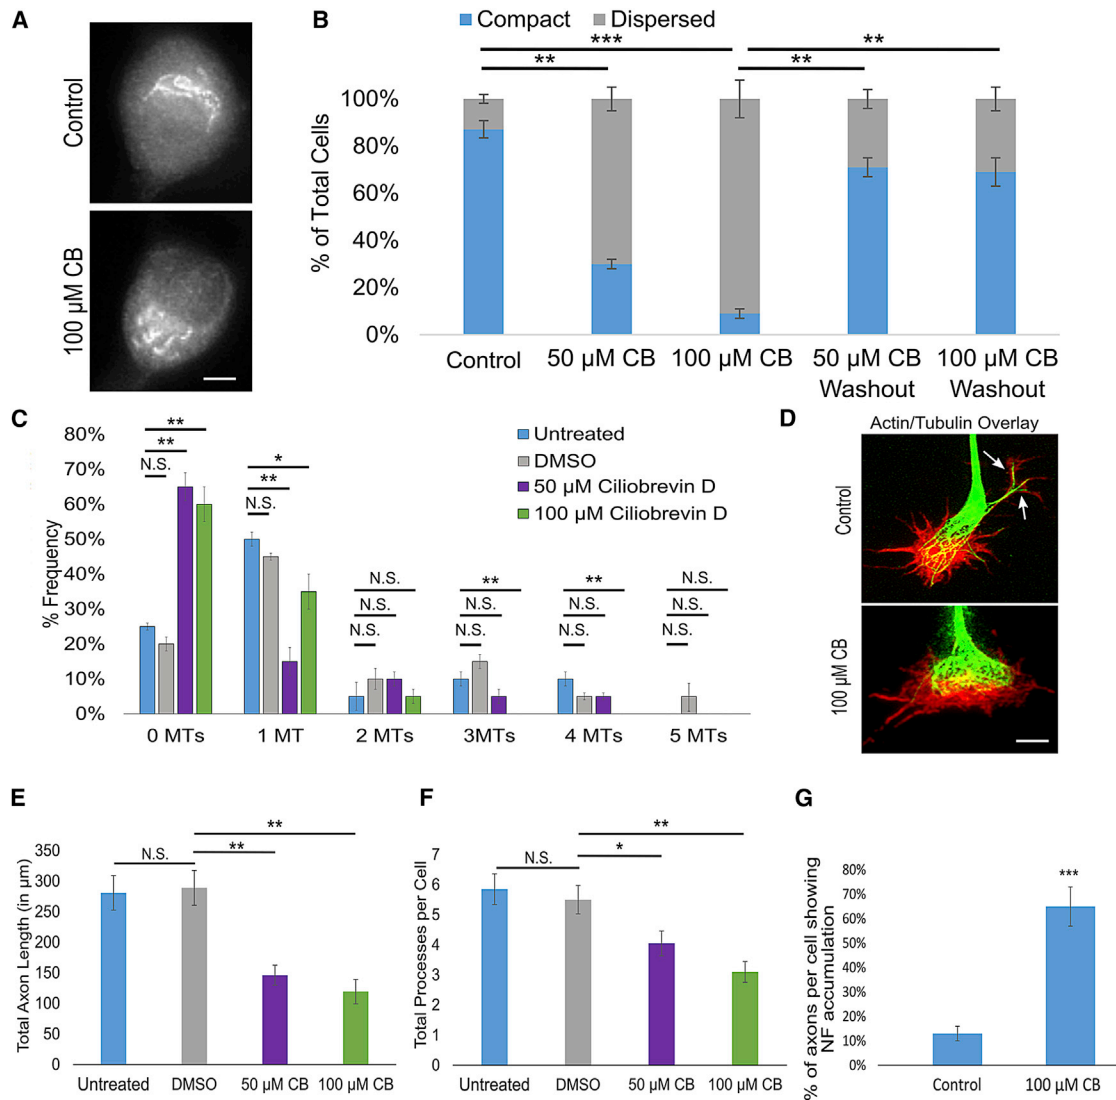 A
Control
100 µM CB
B
Compact Dispersed
***
**
**
**
% of Total Cells
100%
80%
60%
40%
20%
0%
Control 50 µM CB 100 µM CB 50 µM CB 100 µM CB
Washout Washout
C
% Frequency
80%
70%
60%
50%
40%
30%
20%
10%
0%
Untreated
DMSO
50 µM Ciliobrevin D
100 µM Ciliobrevin D
**
**
N.S.
*
**
N.S.
N.S.
N.S.
N.S.
**
N.S.
N.S.
**
N.S.
N.S.
N.S.
N.S.
N.S.
0 MTs 1 MT 2 MTs 3MTs 4 MTs 5 MTs
D
Actin/Tubulin Overlay
Control
100 µM CB
E
Total Axon Length (in µm)
350
300
250
200
150
100
50
0
N.S.
**
**
Untreated DMSO 50 µM CB 100 µM CB
F
Total Processes per Cell
7
6
5
4
3
2
1
0
N.S.
*
**
Untreated DMSO 50 µM CB 100 µM CB
G
% of axons per cell showing
NF accumulation
80%
70%
60%
50%
40%
30%
20%
10%
0%
***
Control 100 µM CB